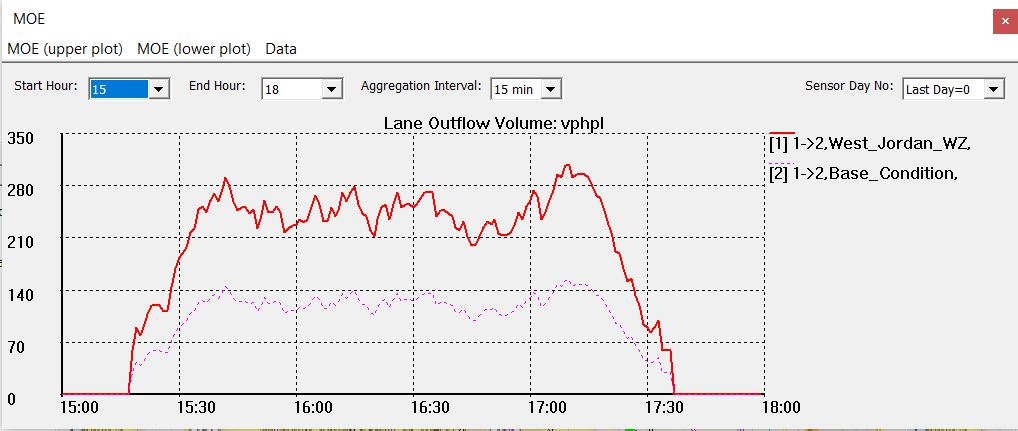 MOE
MOE (upper plot) MOE (lower plot) Data
Start Hour: 15 End Hour: 18 Aggregation Interval: 15 min Sensor Day No: Last Day=0
Lane Outflow Volume: vphpl
350
280
210
140
70
0
15:00 15:30 16:00 16:30 17:00 17:30 18:00
[1] 1->2,West_Jordan_WZ,
[2] 1->2,Base_Condition,